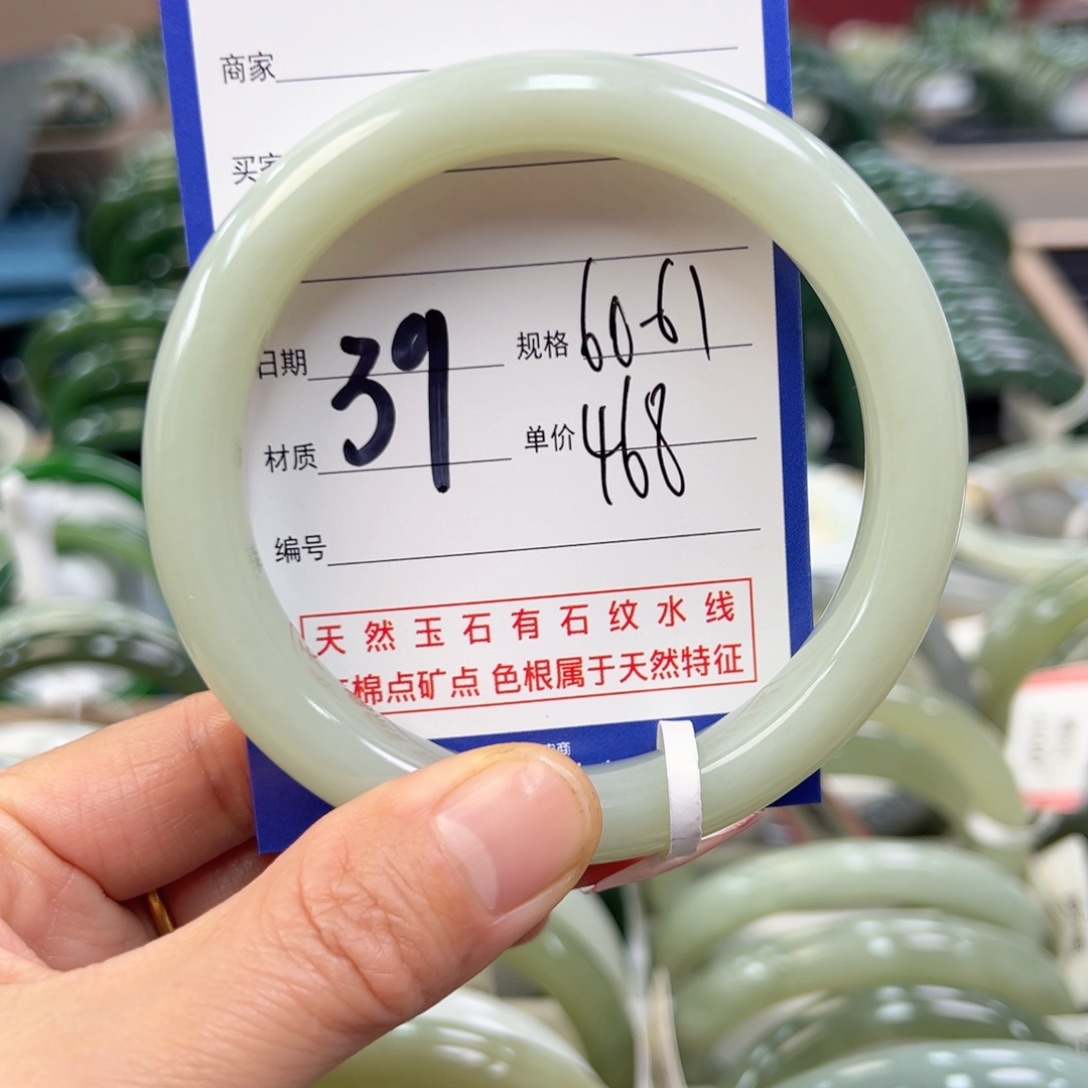 商家
买家
日期 39 规格 60-61
材质 单价 468
编号
天然玉石有石纹水线
棉点矿点 色根属于天然特征